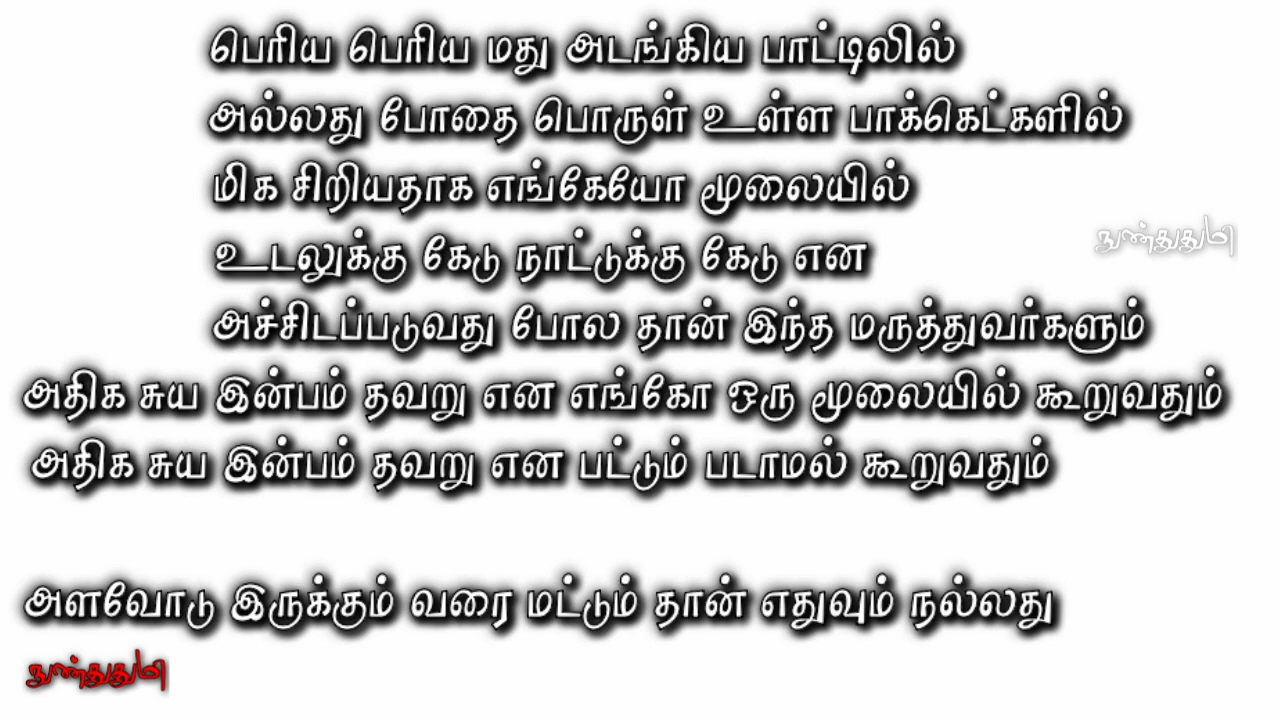 பெரிய பெரிய மது அடங்கிய பாட்டிலில்
அல்லது போதை பொருள் உள்ள பாக்கெட்களில்
மிக சிறியதாக எங்கேயோ மூலையில்
உடலுக்கு கேடு நாட்டுக்கு கேடு என
அச்சிடப்படுவது போல தான் இந்த மருத்துவர்களும்
அதிக சுய இன்பம் தவறு என எங்கோ ஒரு மூலையில் கூறுவதும்
அதிக சுய இன்பம் தவறு என பட்டும் படாமல் கூறுவதும்
அளவோடு இருக்கும் வரை மட்டும் தான் எதுவும் நல்லது